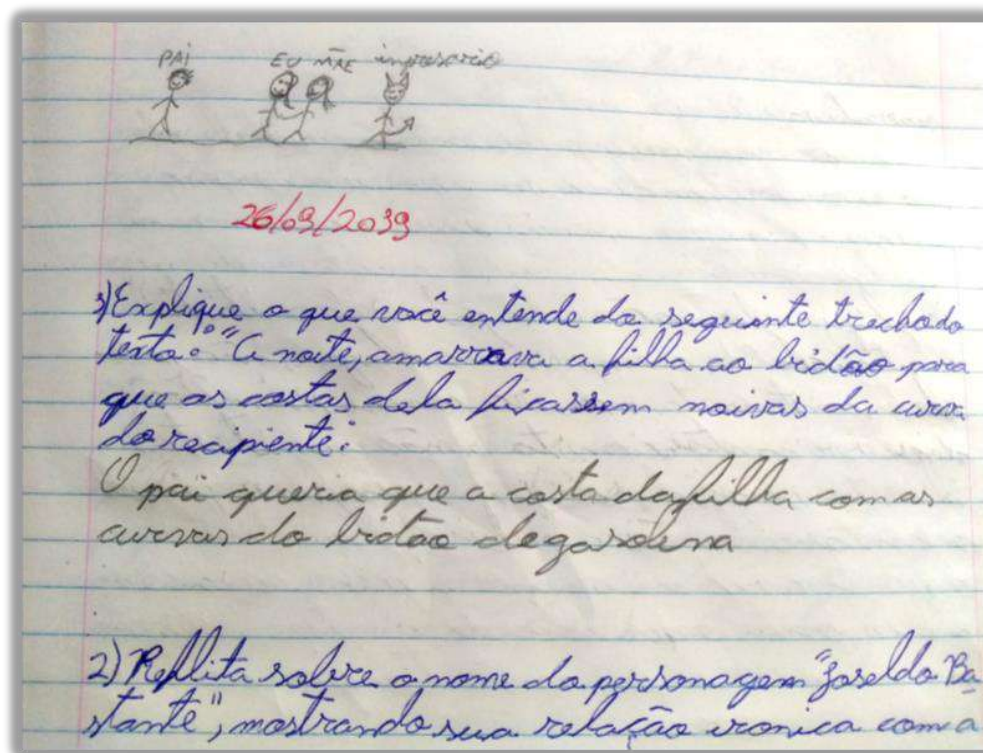 PAI EU MÃE impresario
26/09/2039
1) Explique o que você entende do seguinte trecho do
texto: "A noite, amarrava a filha ao bidão para
que as costas dela ficassem noivas da curva
do recipiente:
O pai queria que a costa da filha com as
curvas do bidão de gasolina
2) Reflita sobre o nome da personagem "Joseldo Ba
stante", mostrando sua relação ironica com a